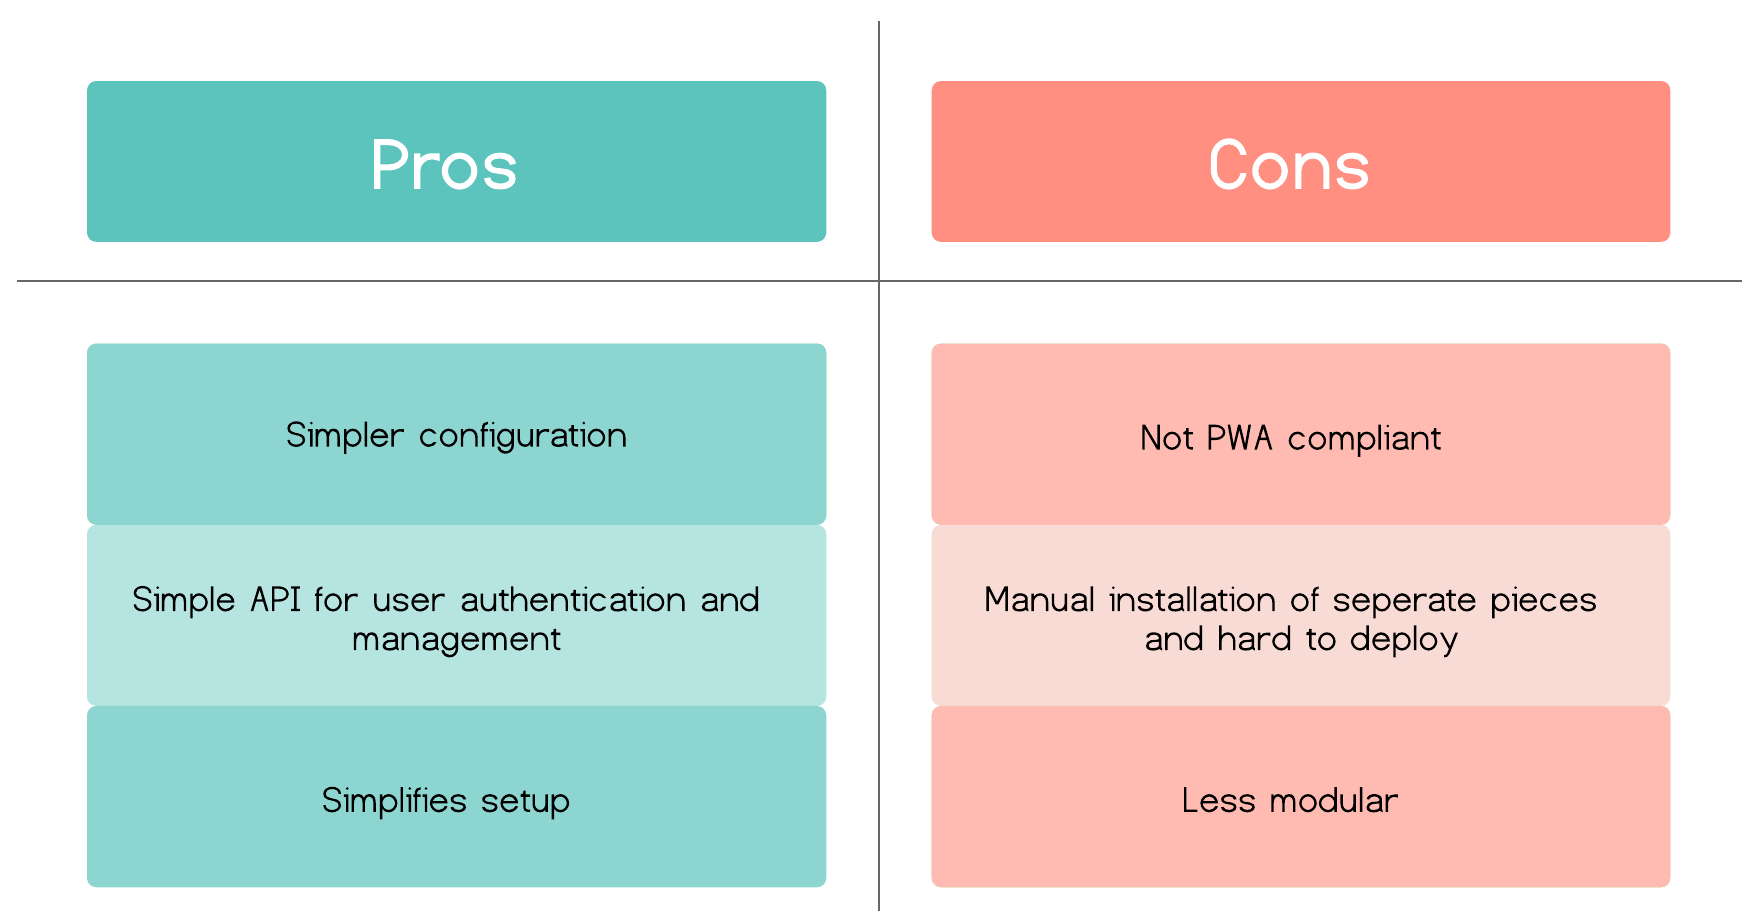 Pros
Cons
Simpler configuration
Not PWA compliant
Simple API for user authentication and
management
Manual installation of seperate pieces
and hard to deploy
Simplifies setup
Less modular